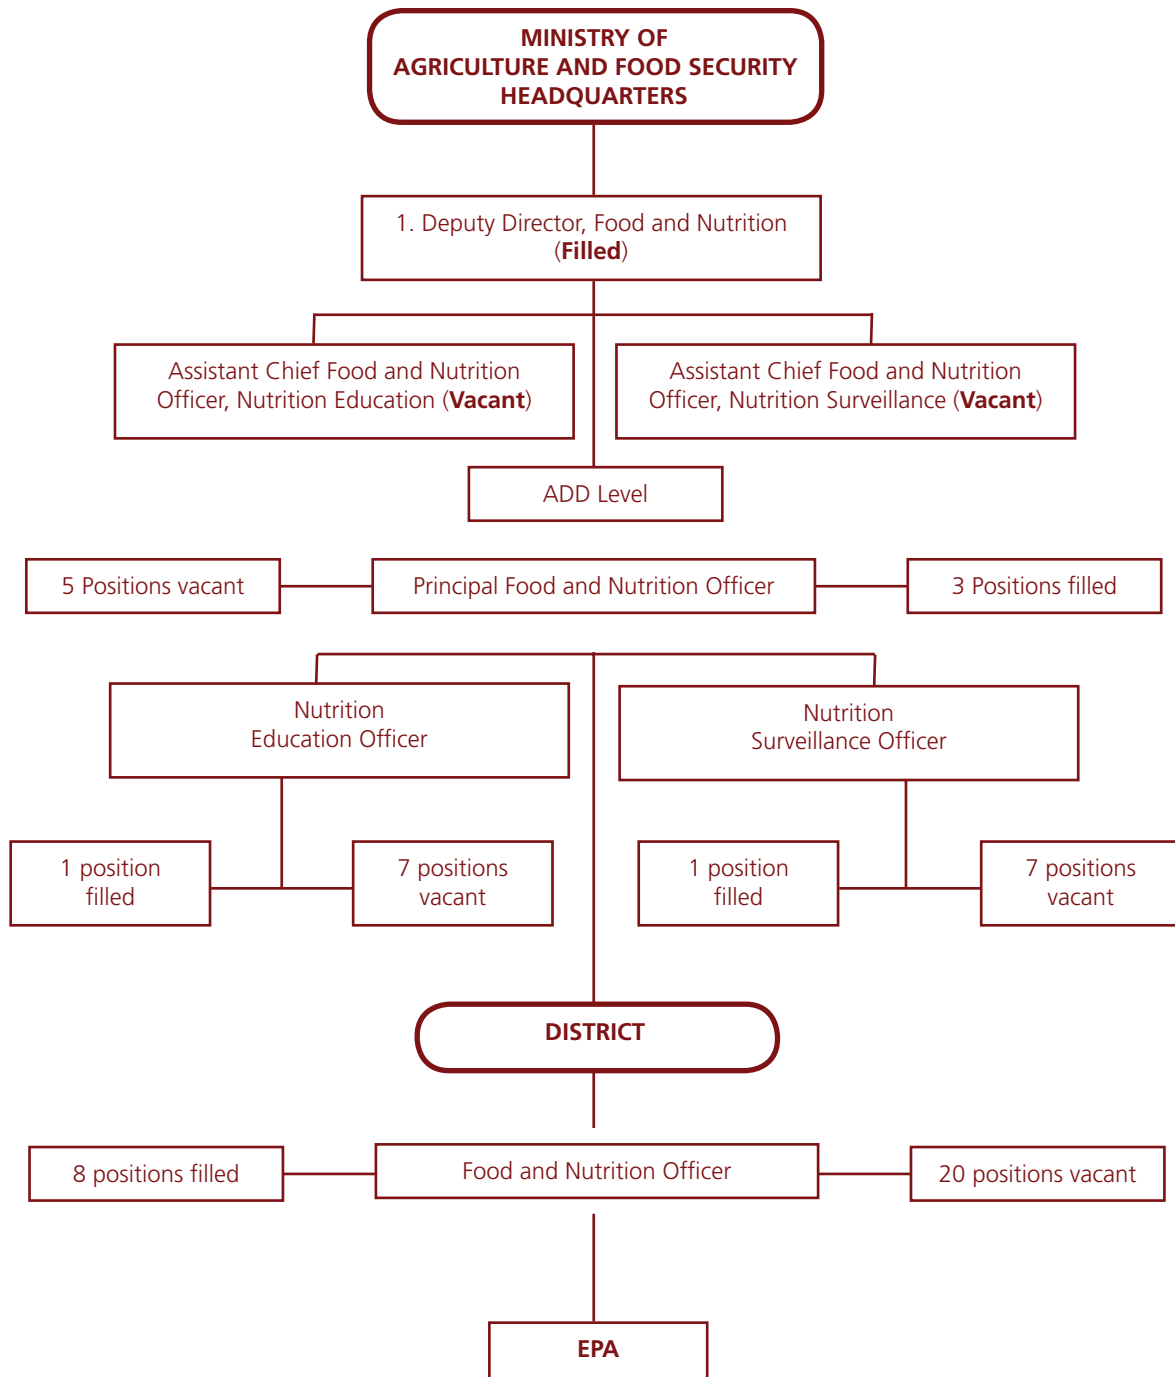 MINISTRY OF
AGRICULTURE AND FOOD SECURITY
HEADQUARTERS
1. Deputy Director, Food and Nutrition
(Filled)
Assistant Chief Food and Nutrition
Officer, Nutrition Education (Vacant)
Assistant Chief Food and Nutrition
Officer, Nutrition Surveillance (Vacant)
ADD Level
5 Positions vacant
Principal Food and Nutrition Officer
3 Positions filled
Nutrition
Education Officer
Nutrition
Surveillance Officer
1 position
filled
7 positions
vacant
1 position
filled
7 positions
vacant
DISTRICT
8 positions filled
Food and Nutrition Officer
20 positions vacant
EPA